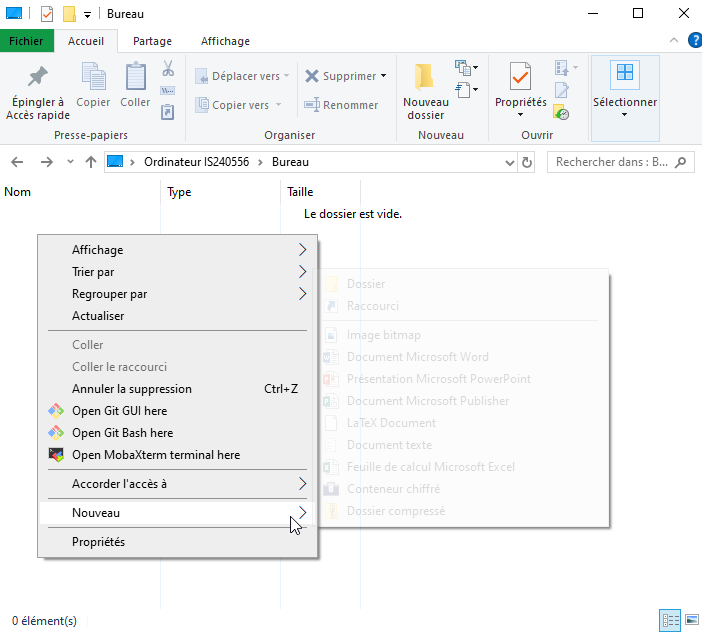 Bureau
Fichier
Accueil
Partage
Affichage
Épingler à
Accès rapide
Copier
Coller
Presse-papiers
Déplacer vers
Copier vers
Supprimer
Renommer
Organiser
Nouveau
dossier
Nouveau
Propriétés
Ouvrir
Sélectionner
Ordinateur IS240556 > Bureau
Rechercher dans : B...
Nom
Type
Taille
Le dossier est vide.
Affichage
Trier par
Regrouper par
Actualiser
Coller
Coller le raccourci
Annuler la suppression Ctrl+Z
Open Git GUI here
Open Git Bash here
Open MobaXterm terminal here
Accorder l'accès à
Nouveau
Propriétés
Dossier
Raccourci
Image bitmap
Document Microsoft Word
Présentation Microsoft PowerPoint
Document Microsoft Publisher
LaTeX Document
Document texte
Feuille de calcul Microsoft Excel
Conteneur chiffré
Dossier compressé
0 élément(s)